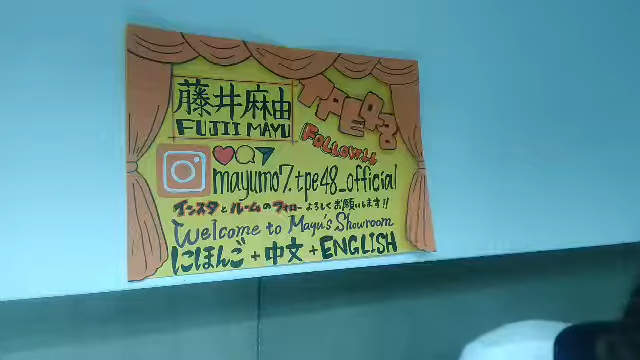 藤井麻由
FUJII MAYU
TPE48
FOLLOW
mayumo7.tpe48_official
インスタとルームのフォローよろしくお願いします!!
Welcome to Mayu's Showroom
にほんご + 中文 + ENGLISH